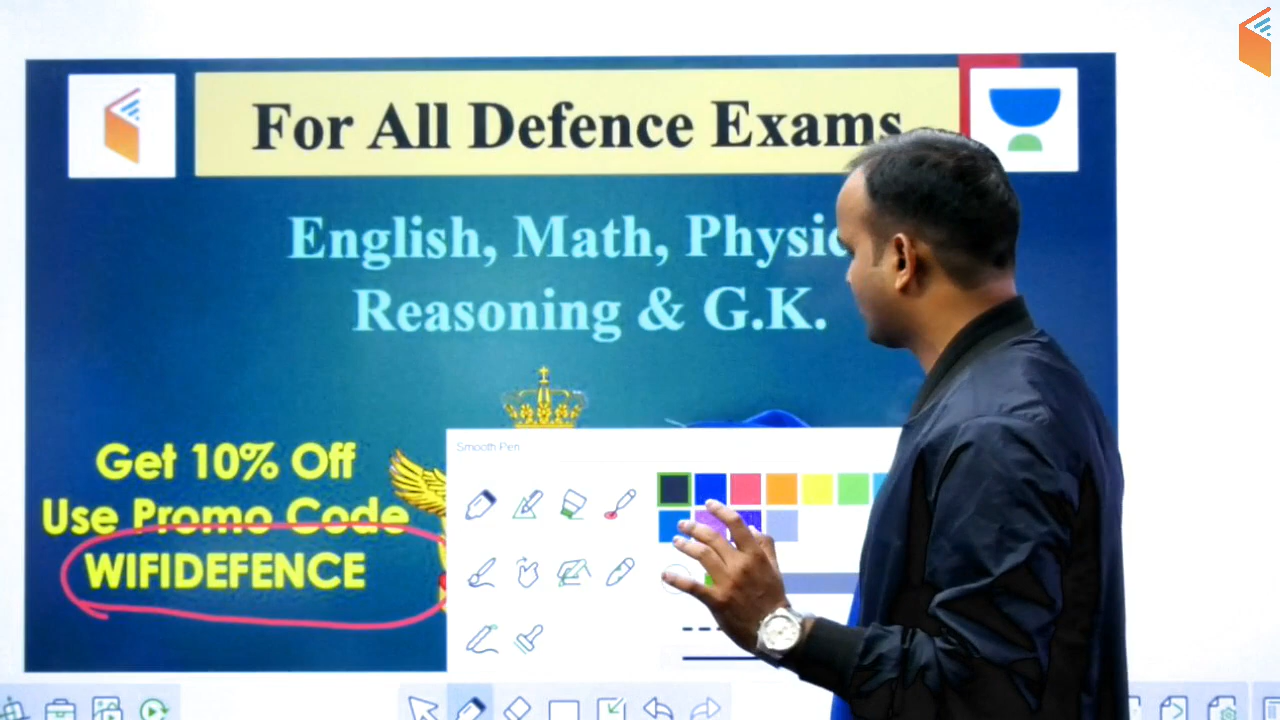 For All Defence Exams
English, Math, Physic
Reasoning & G.K.
Get 10% Off
Use Promo Code
WIFIDEFENCE
Smooth Pen